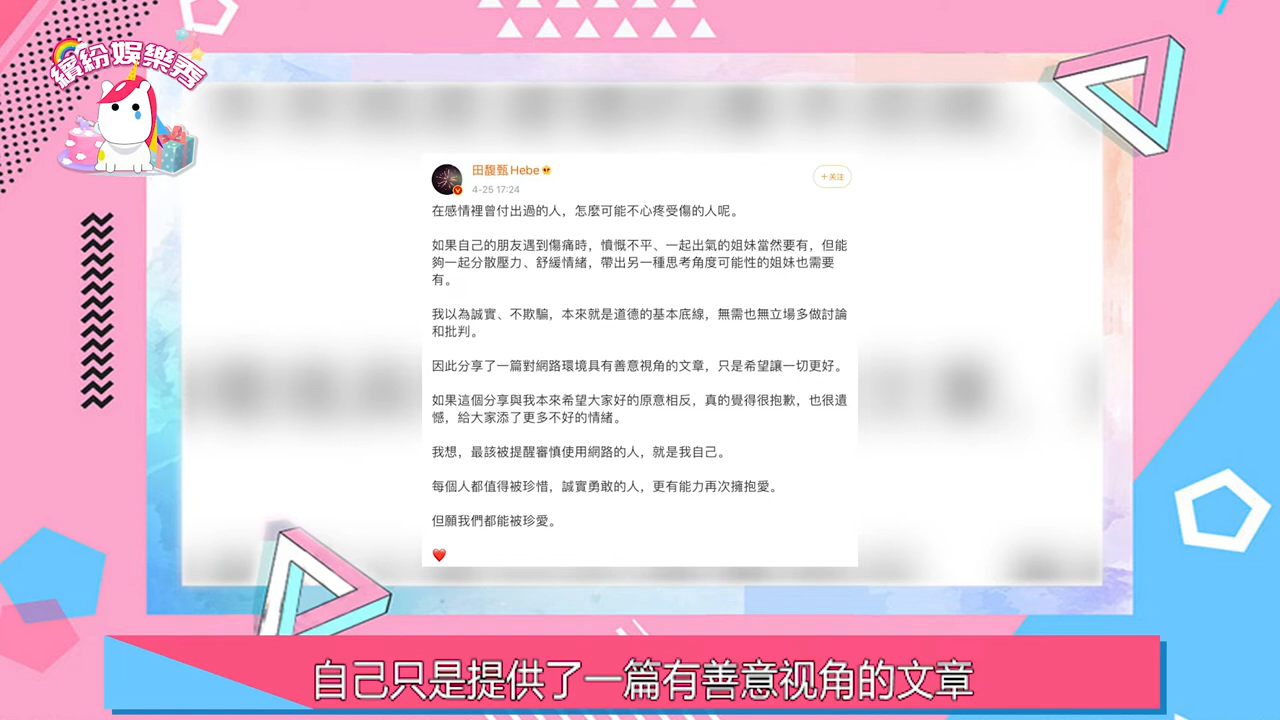 繽紛娛樂秀
田馥甄Hebe
4-25 17:24
+关注
在感情裡曾付出過的人，怎麼可能不心疼受傷的人呢。
如果自己的朋友遇到傷痛時，憤慨不平、一起出氣的姐妹當然要有，但能
夠一起分散壓力、舒緩情緒，帶出另一種思考角度可能性的姐妹也需要
有。
我以為誠實、不欺騙，本來就是道德的基本底線，無需也無立場多做討論
和批判。
因此分享了一篇對網路環境具有善意視角的文章，只是希望讓一切更好。
如果這個分享與我本來希望大家好的原意相反，真的覺得很抱歉，也很遺
憾，給大家添了更多不好的情緒。
我想，最該被提醒審慎使用網路的人，就是我自己。
每個人都值得被珍惜，誠實勇敢的人，更有能力再次擁抱愛。
但願我們都能被珍愛。
自己只是提供了一篇有善意视角的文章